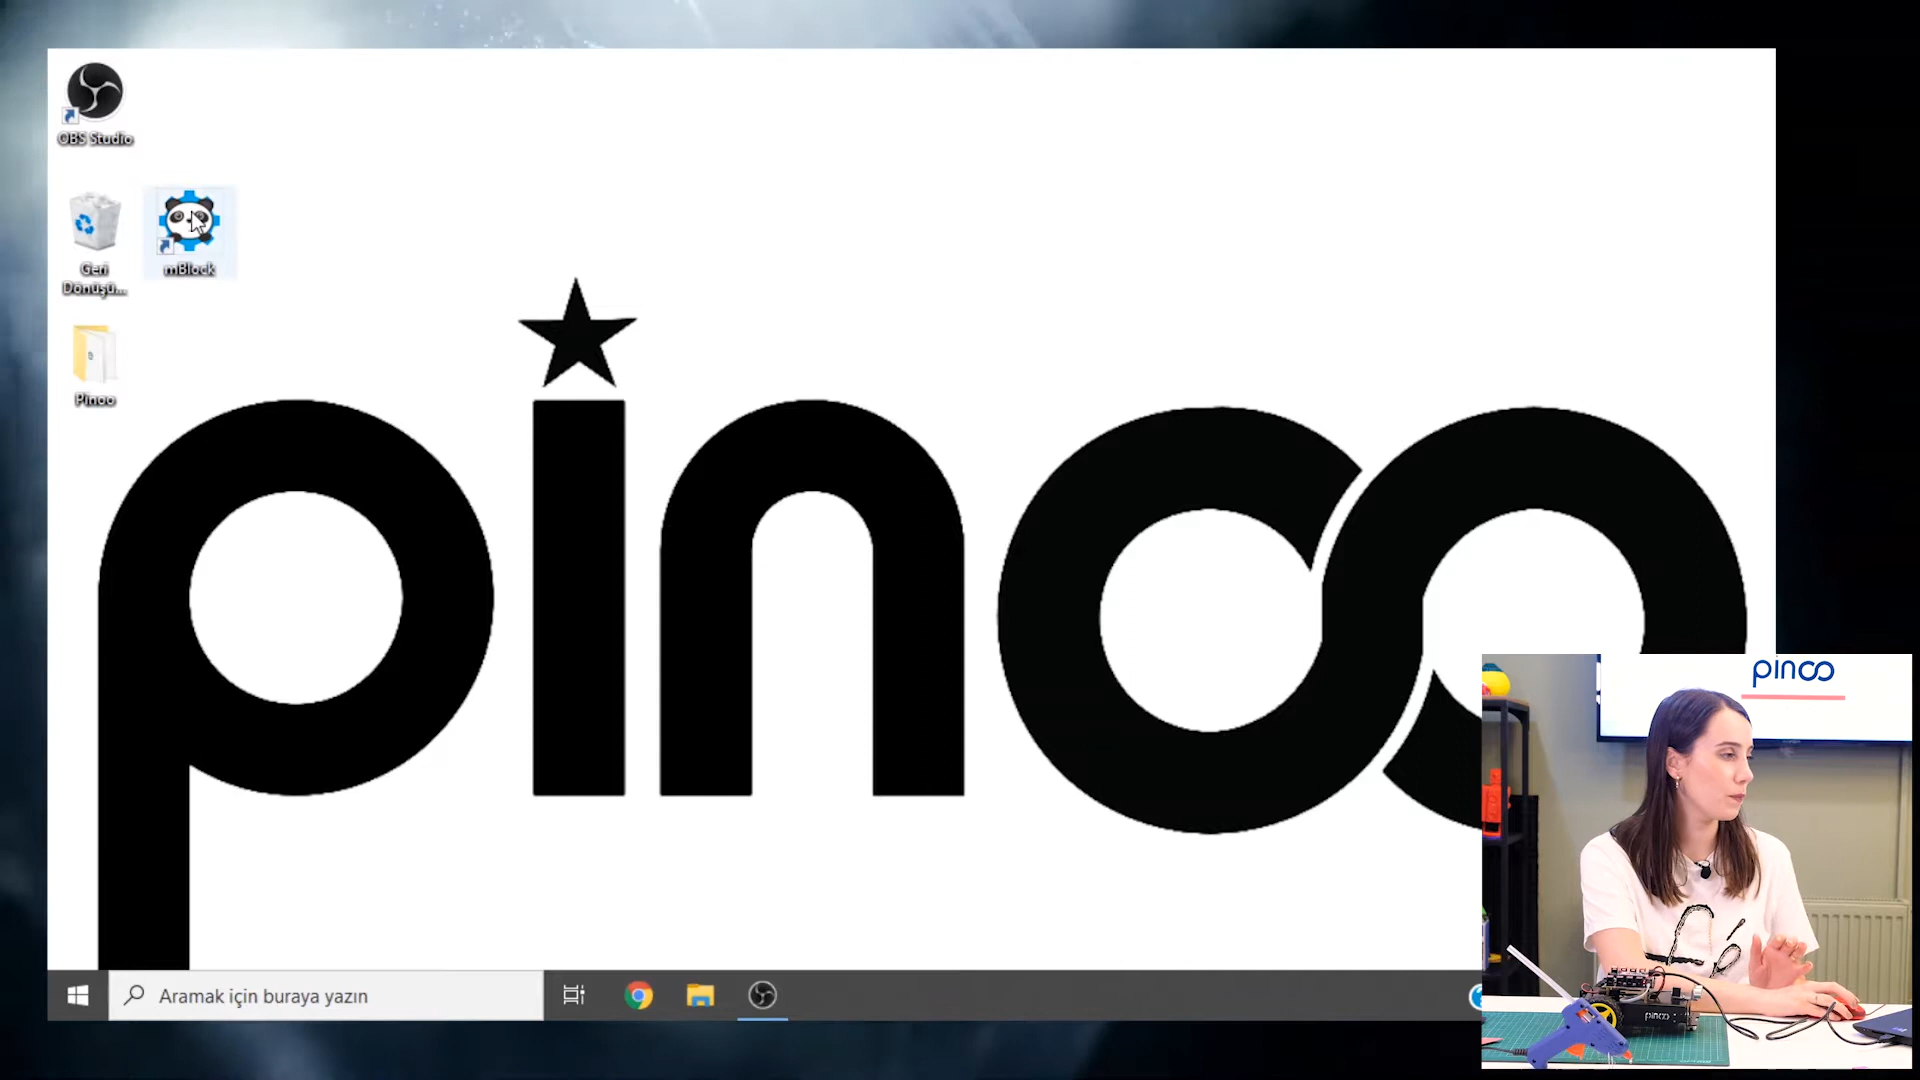 OBS Studio
Geri
Dönüşü...
mBlock
Pinoo
pinoo
Aramak için buraya yazın
pinoo
pinoo